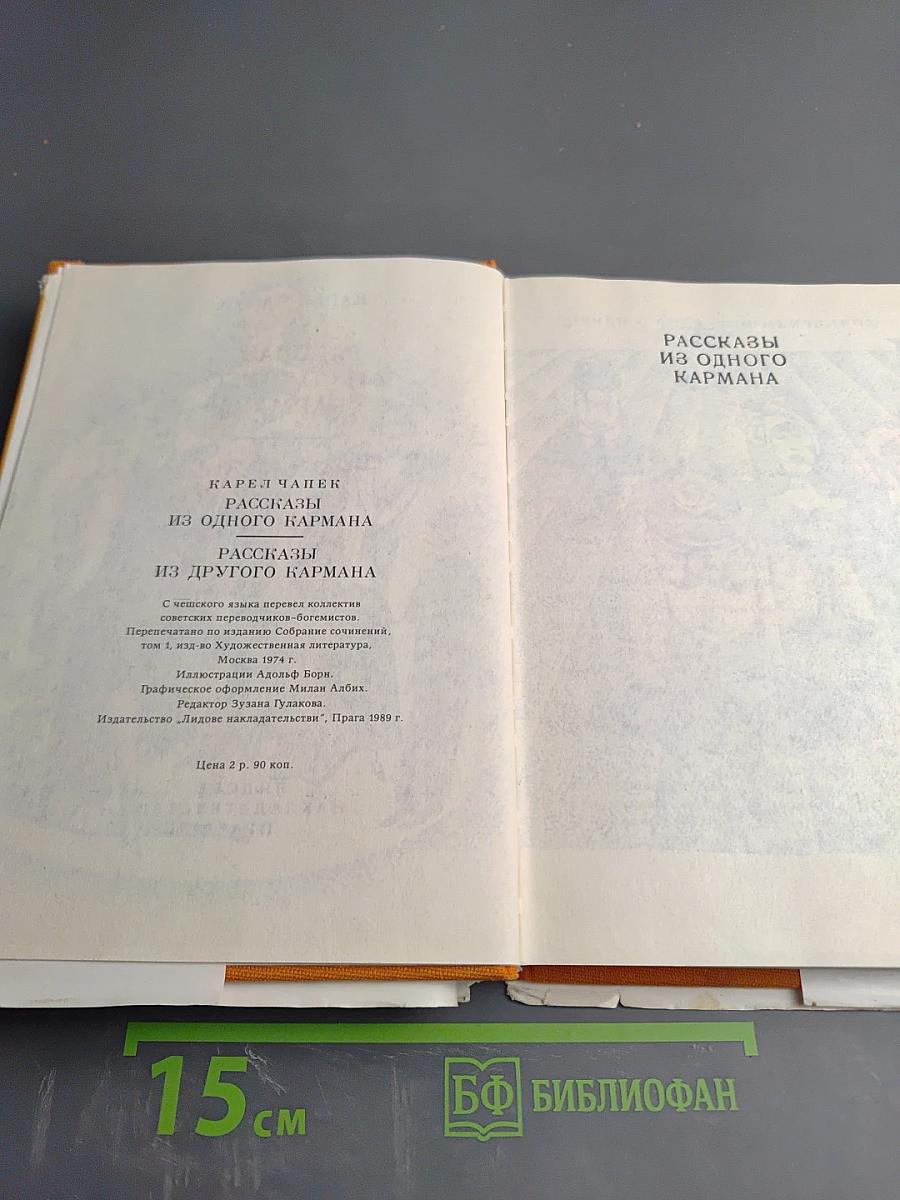 КАРЕЛ ЧАПЕК
РАССКАЗЫ
ИЗ ОДНОГО КАРМАНА
РАССКАЗЫ
ИЗ ДРУГОГО КАРМАНА
С чешского языка перевел коллектив
советских переводчиков-богемистов.
Перепечатано по изданию Собрание сочинений,
том 1, изд-во Художественная литература,
Москва 1974 г.
Иллюстрации Адольф Борн.
Графическое оформление Милан Албих.
Редактор Зузана Гулакова.
Издательство „Лидове накладательстви", Прага 1989 г.
Цена 2 р. 90 коп.
РАССКАЗЫ
ИЗ ОДНОГО
КАРМАНА
15 см
БФ БИБЛИОФАН